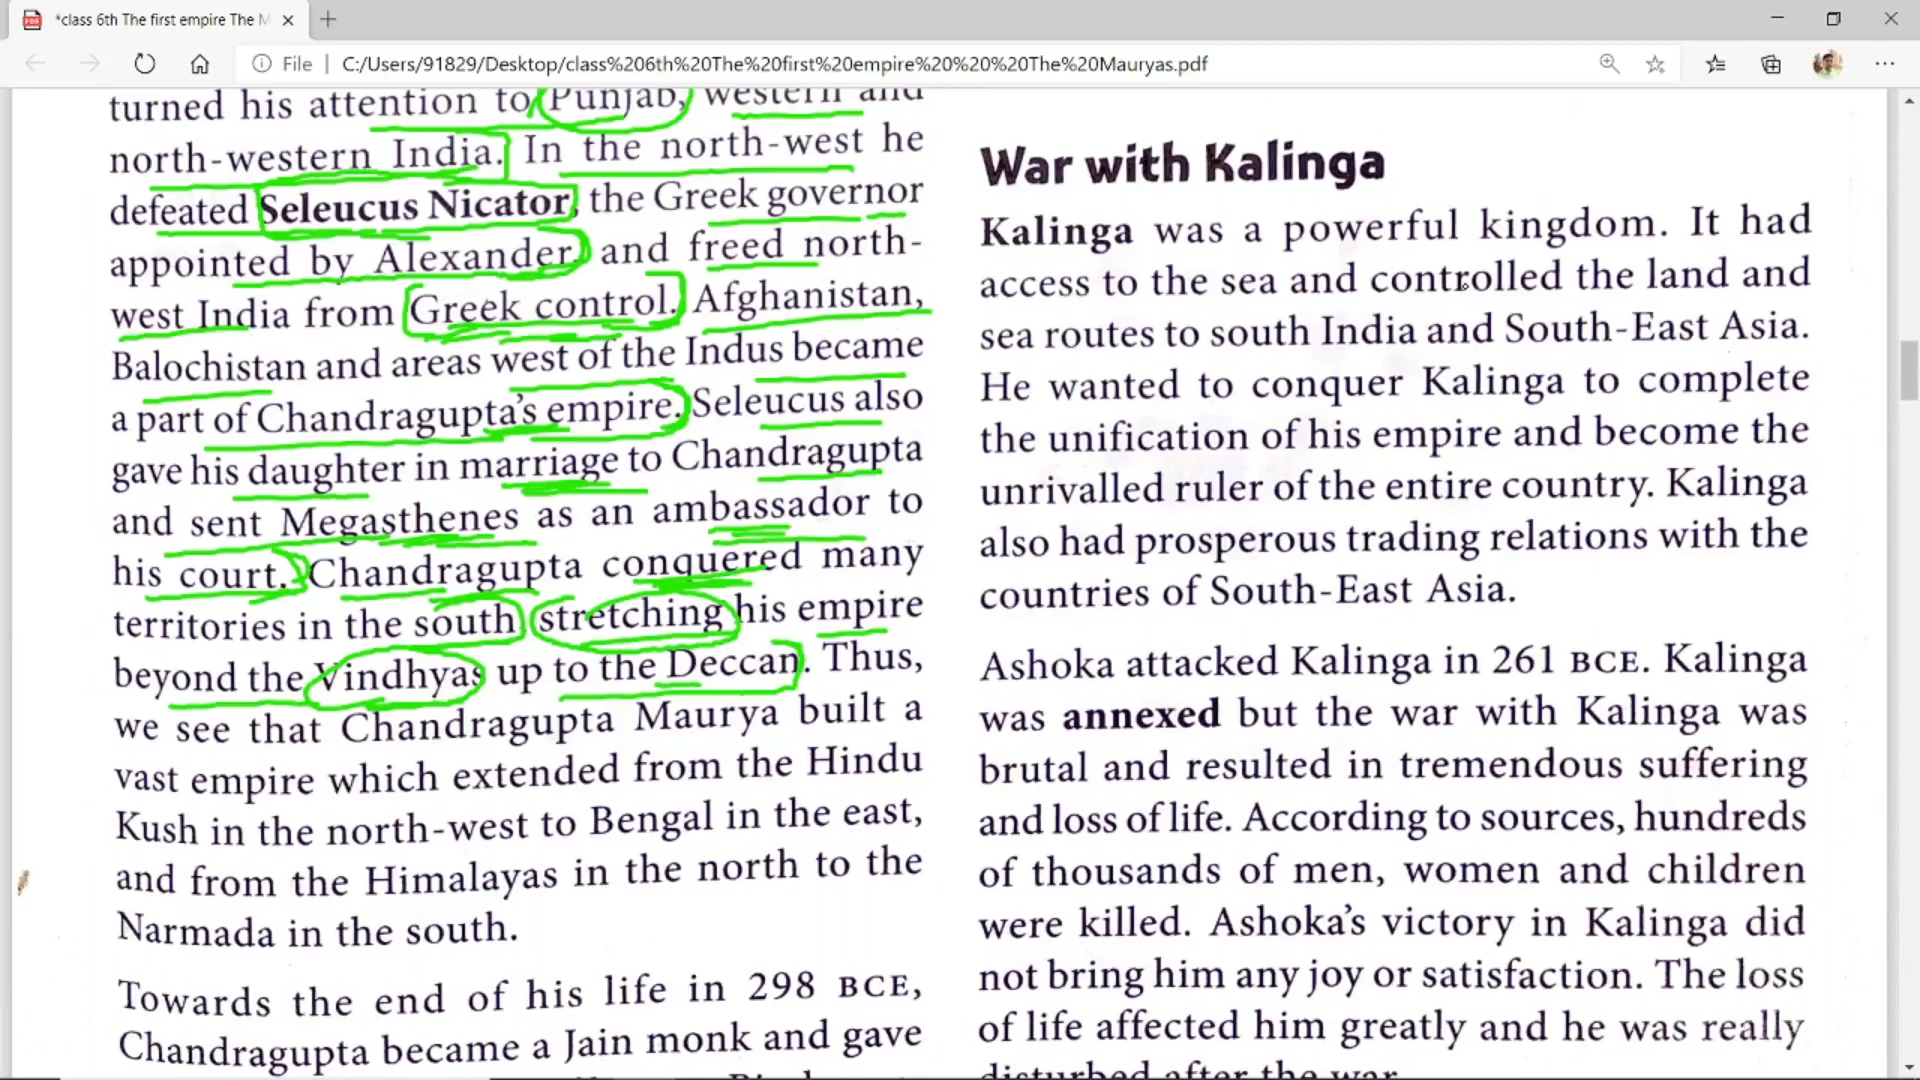 *class 6th The first empire The M
File
C:/Users/91829/Desktop/class%206th%20The%20first%20empire%20%20%20The%20Mauryas.pdf
turned his attention to Punjab, western and
north-western India. In the north-west he
defeated Seleucus Nicator, the Greek governor
appointed by Alexander, and freed north-
west India from Greek control. Afghanistan,
Balochistan and areas west of the Indus became
a part of Chandragupta's empire. Seleucus also
gave his daughter in marriage to Chandragupta
and sent Megasthenes as an ambassador to
his court. Chandragupta conquered many
territories in the south stretching his empire
beyond the Vindhyas up to the Deccan. Thus,
we see that Chandragupta Maurya built a
vast empire which extended from the Hindu
Kush in the north-west to Bengal in the east,
and from the Himalayas in the north to the
Narmada in the south.
Towards the end of his life in 298 BCE,
Chandragupta became a Jain monk and gave
War with Kalinga
Kalinga was a powerful kingdom. It had
access to the sea and controlled the land and
sea routes to south India and South-East Asia.
He wanted to conquer Kalinga to complete
the unification of his empire and become the
unrivalled ruler of the entire country. Kalinga
also had prosperous trading relations with the
countries of South-East Asia.
Ashoka attacked Kalinga in 261 BCE. Kalinga
was annexed but the war with Kalinga was
brutal and resulted in tremendous suffering
and loss of life. According to sources, hundreds
of thousands of men, women and children
were killed. Ashoka's victory in Kalinga did
not bring him any joy or satisfaction. The loss
of life affected him greatly and he was really
disturbed after the war.